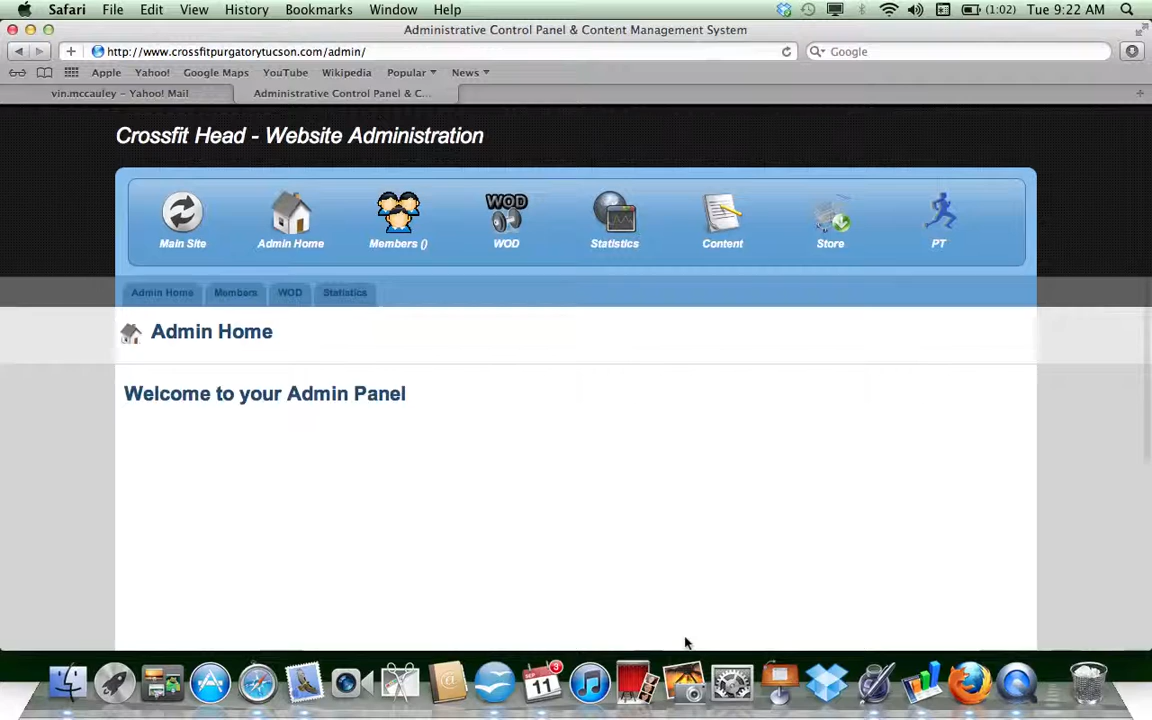 Safari File Edit View History Bookmarks Window Help (1:02) Tue 9:22 AM
Administrative Control Panel & Content Management System
http://www.crossfitpurgatorytucson.com/admin/ Google
Apple Yahoo! Google Maps YouTube Wikipedia Popular News
vin.mccauley – Yahoo! Mail Administrative Control Panel & C...
Crossfit Head - Website Administration
WOD
Main Site Admin Home Members () WOD Statistics Content Store PT
Admin Home Members WOD Statistics
Admin Home
Welcome to your Admin Panel
3
11